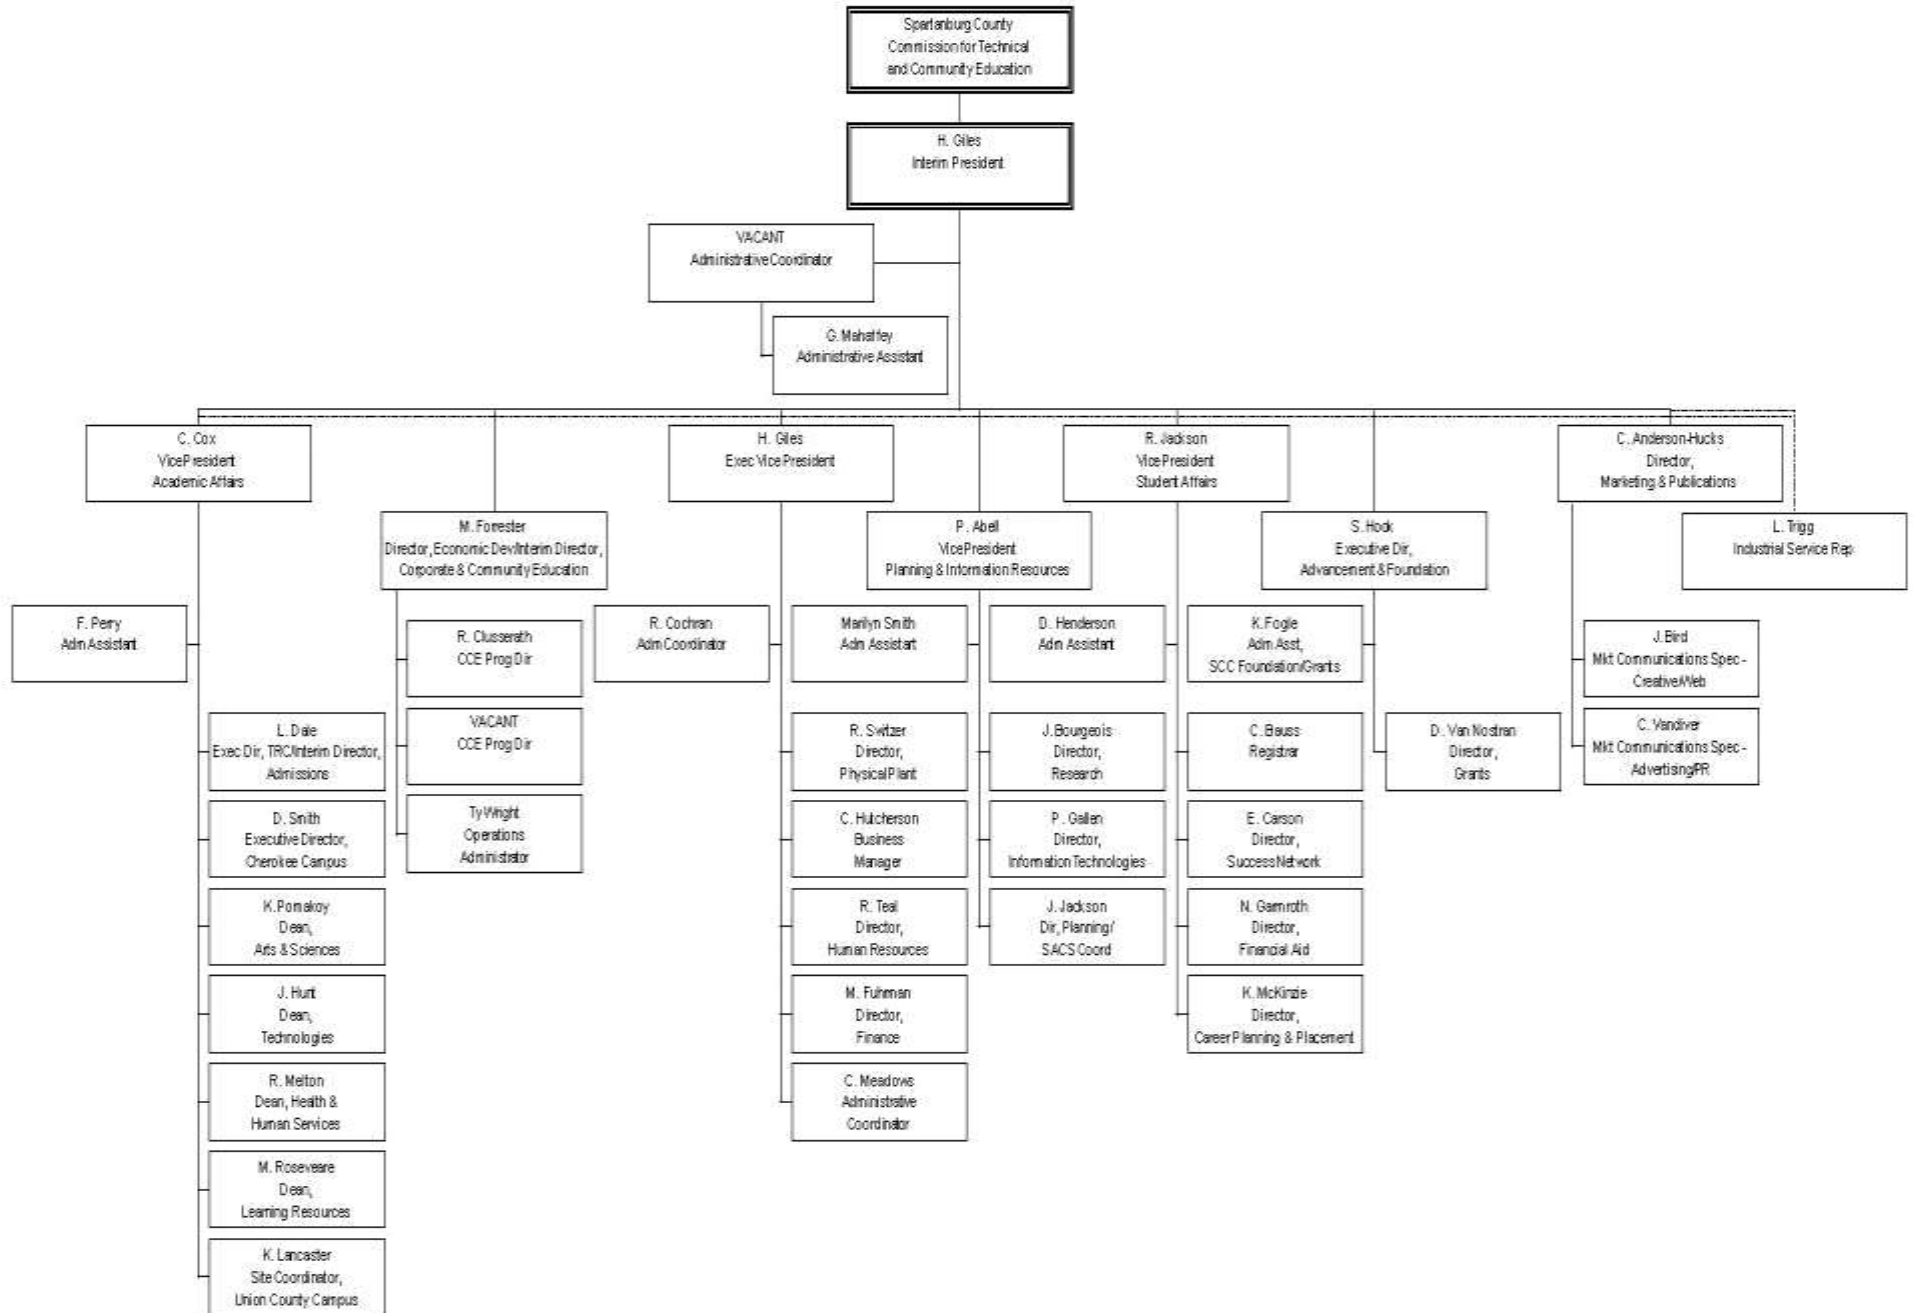 Spartanburg County
Commission for Technical
and Community Education
H. Giles
Interim President
VACANT
Administrative Coordinator
G. Mahaffey
Administrative Assistant
C. Cox
Vice President
Academic Affairs
H. Giles
Exec Vice President
R. Jackson
Vice President
Student Affairs
C. Anderson-Hucks
Director,
Marketing & Publications
M. Forrester
Director, Economic Dev/Interim Director,
Corporate & Community Education
P. Abell
Vice President
Planning & Information Resources
S. Hook
Executive Dir,
Advancement & Foundation
L. Trigg
Industrial Service Rep
F. Perry
Adm Assistant
R. Clusserath
CCE Prog Dir
R. Cochran
Adm Coordinator
Marilyn Smith
Adm Assistant
D. Henderson
Adm Assistant
K. Fogle
Adm Asst,
SCC Foundation/Grants
J. Bird
Mkt Communications Spec -
Creative/Web
L. Dale
Exec Dir, TRC/Interim Director,
Admissions
VACANT
CCE Prog Dir
R. Switzer
Director,
Physical Plant
J. Bourgeois
Director,
Research
C. Bauss
Registrar
D. Van Nostran
Director,
Grants
C. Vandiver
Mkt Communications Spec -
Advertising/PR
D. Smith
Executive Director,
Cherokee Campus
Ty Wright
Operations
Administrator
C. Hutcherson
Business
Manager
P. Gallen
Director,
Information Technologies
E. Carson
Director,
Success Network
K. Pomakoy
Dean,
Arts & Sciences
R. Teal
Director,
Human Resources
J. Jackson
Dir, Planning/
SACS Coord
N. Garnroth
Director,
Financial Aid
J. Hunt
Dean,
Technologies
M. Fuhrman
Director,
Finance
K. McKinzie
Director,
Career Planning & Placement
R. Melton
Dean, Health &
Human Services
C. Meadows
Administrative
Coordinator
M. Roseveare
Dean,
Learning Resources
K. Lancaster
Site Coordinator,
Union County Campus